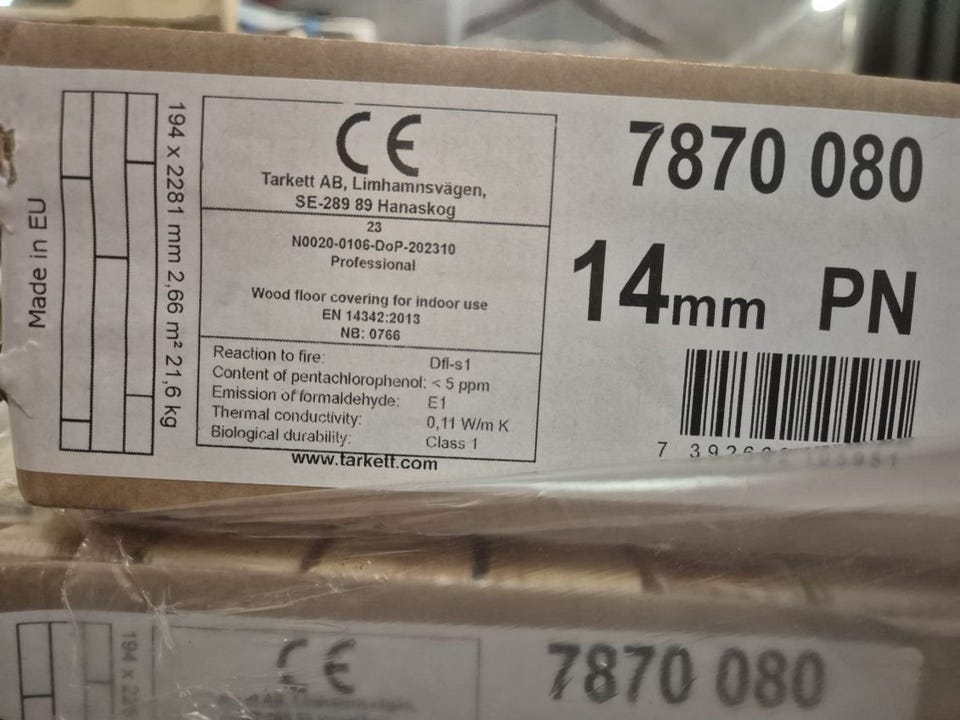 Made in EU
194 x 2281 mm 2,66 m² 21,6 kg
CE
Tarkett AB, Limhamnsvägen,
SE-289 89 Hanaskog
23
N0020-0106-DoP-202310
Professional
Wood floor covering for indoor use
EN 14342:2013
NB: 0766
Reaction to fire: Dfl-s1
Content of pentachlorophenol: < 5 ppm
Emission of formaldehyde: E1
Thermal conductivity: 0,11 W/m K
Biological durability: Class 1
www.tarkett.com
7870 080
14mm PN
194 x
CE
7870 080